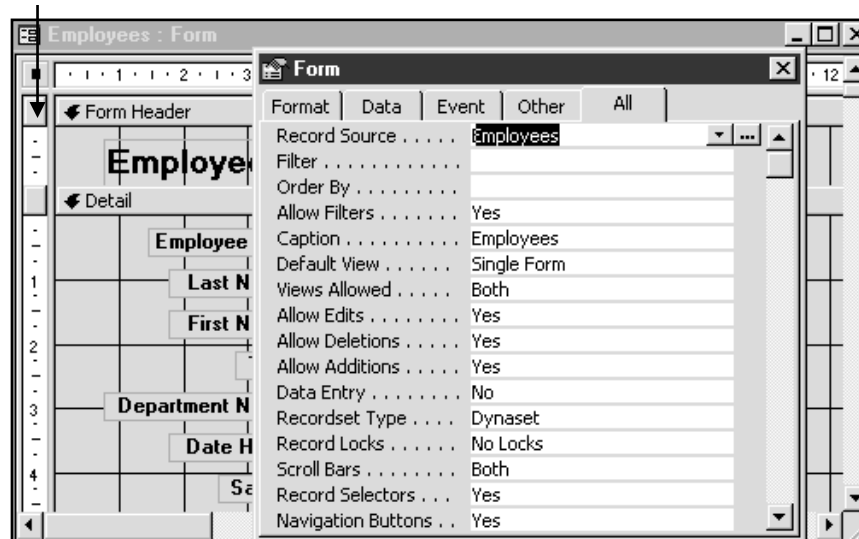 Employees : Form
1 2 3 12
Form
Format Data Event Other All
Form Header
Employe
Detail
Employee
Last N
First N
Department N
Date H
Sa
1
2
3
4
Record Source . . . . . Employees
Filter . . . . . . . . . . . . .
Order By . . . . . . . . .
Allow Filters . . . . . . . Yes
Caption . . . . . . . . . . Employees
Default View . . . . . . Single Form
Views Allowed . . . . . Both
Allow Edits . . . . . . . . Yes
Allow Deletions . . . . . Yes
Allow Additions . . . . . Yes
Data Entry . . . . . . . . No
Recordset Type . . . . Dynaset
Record Locks . . . . . . No Locks
Scroll Bars . . . . . . . . Both
Record Selectors . . . Yes
Navigation Buttons . . Yes